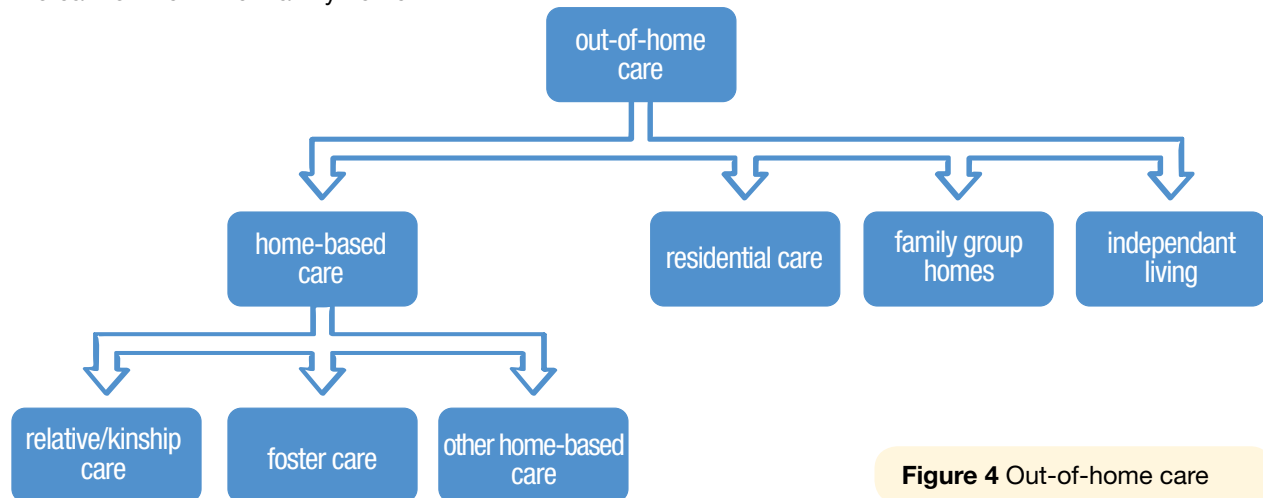 out-of-home
care
home-based
care
residential care
family group
homes
independant
living
relative/kinship
care
foster care
other home-based
care
Figure 4 Out-of-home care